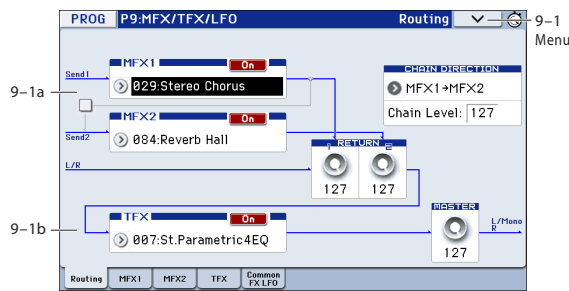 PROG P9:MFX/TFX/LFO Routing
9–1
Menu
MFX1 On
Send1
029:Stereo Chorus
9–1a
CHAIN DIRECTION
MFX1→MFX2
Chain Level: 127
MFX2 On
Send2
084:Reverb Hall
L/R
RETURN
1 2
127 127
9–1b
TFX On
007:St.Parametric4EQ
MASTER
127
L/Mono
R
Routing MFX1 MFX2 TFX Common FX LFO